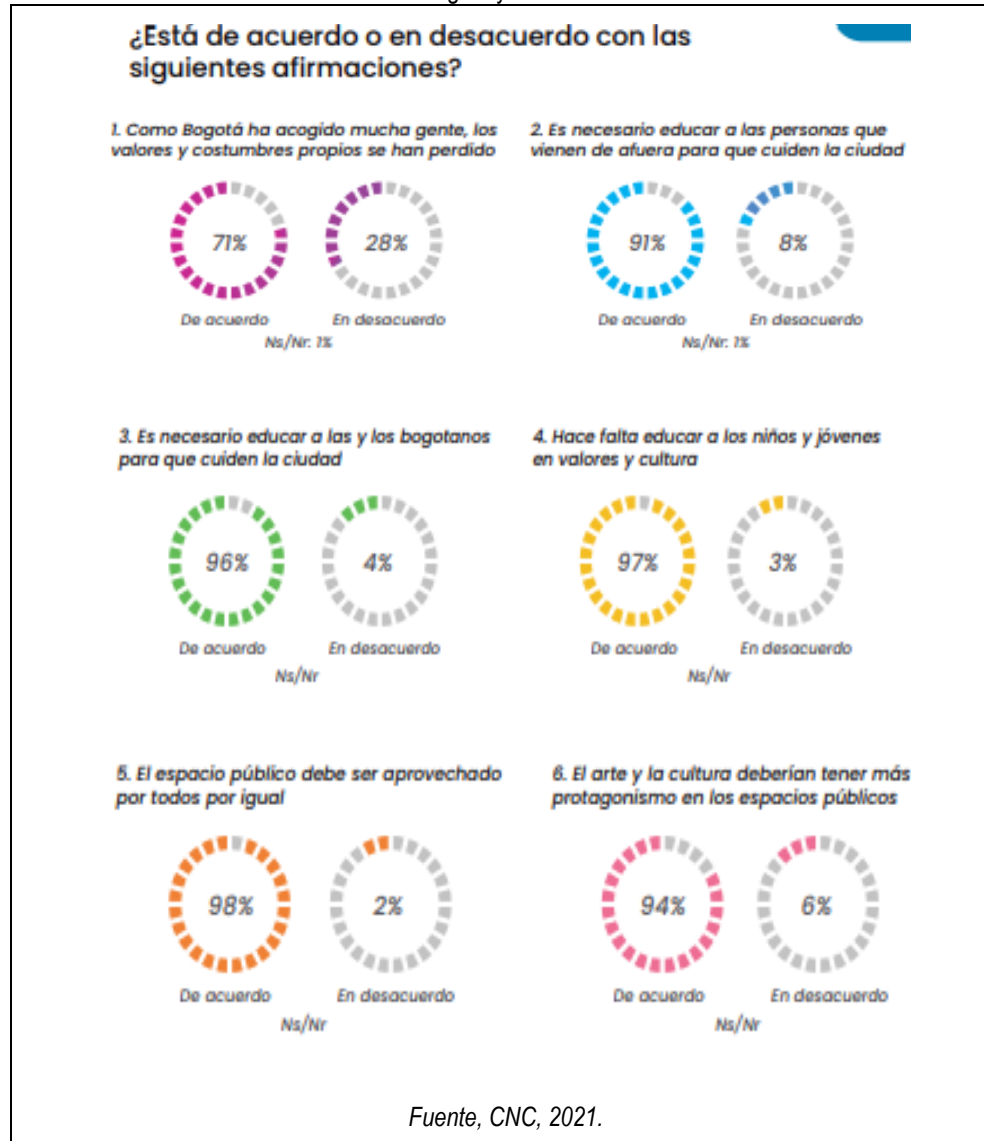 ¿Está de acuerdo o en desacuerdo con las
siguientes afirmaciones?
1. Como Bogotá ha acogido mucha gente, los
valores y costumbres propios se han perdido
71%
28%
De acuerdo
En desacuerdo
Ns/Nr: 1%
2. Es necesario educar a las personas que
vienen de afuera para que cuiden la ciudad
91%
8%
De acuerdo
En desacuerdo
Ns/Nr: 1%
3. Es necesario educar a las y los bogotanos
para que cuiden la ciudad
96%
4%
De acuerdo
En desacuerdo
Ns/Nr
4. Hace falta educar a los niños y jóvenes
en valores y cultura
97%
3%
De acuerdo
En desacuerdo
Ns/Nr
5. El espacio público debe ser aprovechado
por todos por igual
98%
2%
De acuerdo
En desacuerdo
Ns/Nr
6. El arte y la cultura deberían tener más
protagonismo en los espacios públicos
94%
6%
De acuerdo
En desacuerdo
Ns/Nr
Fuente, CNC, 2021.